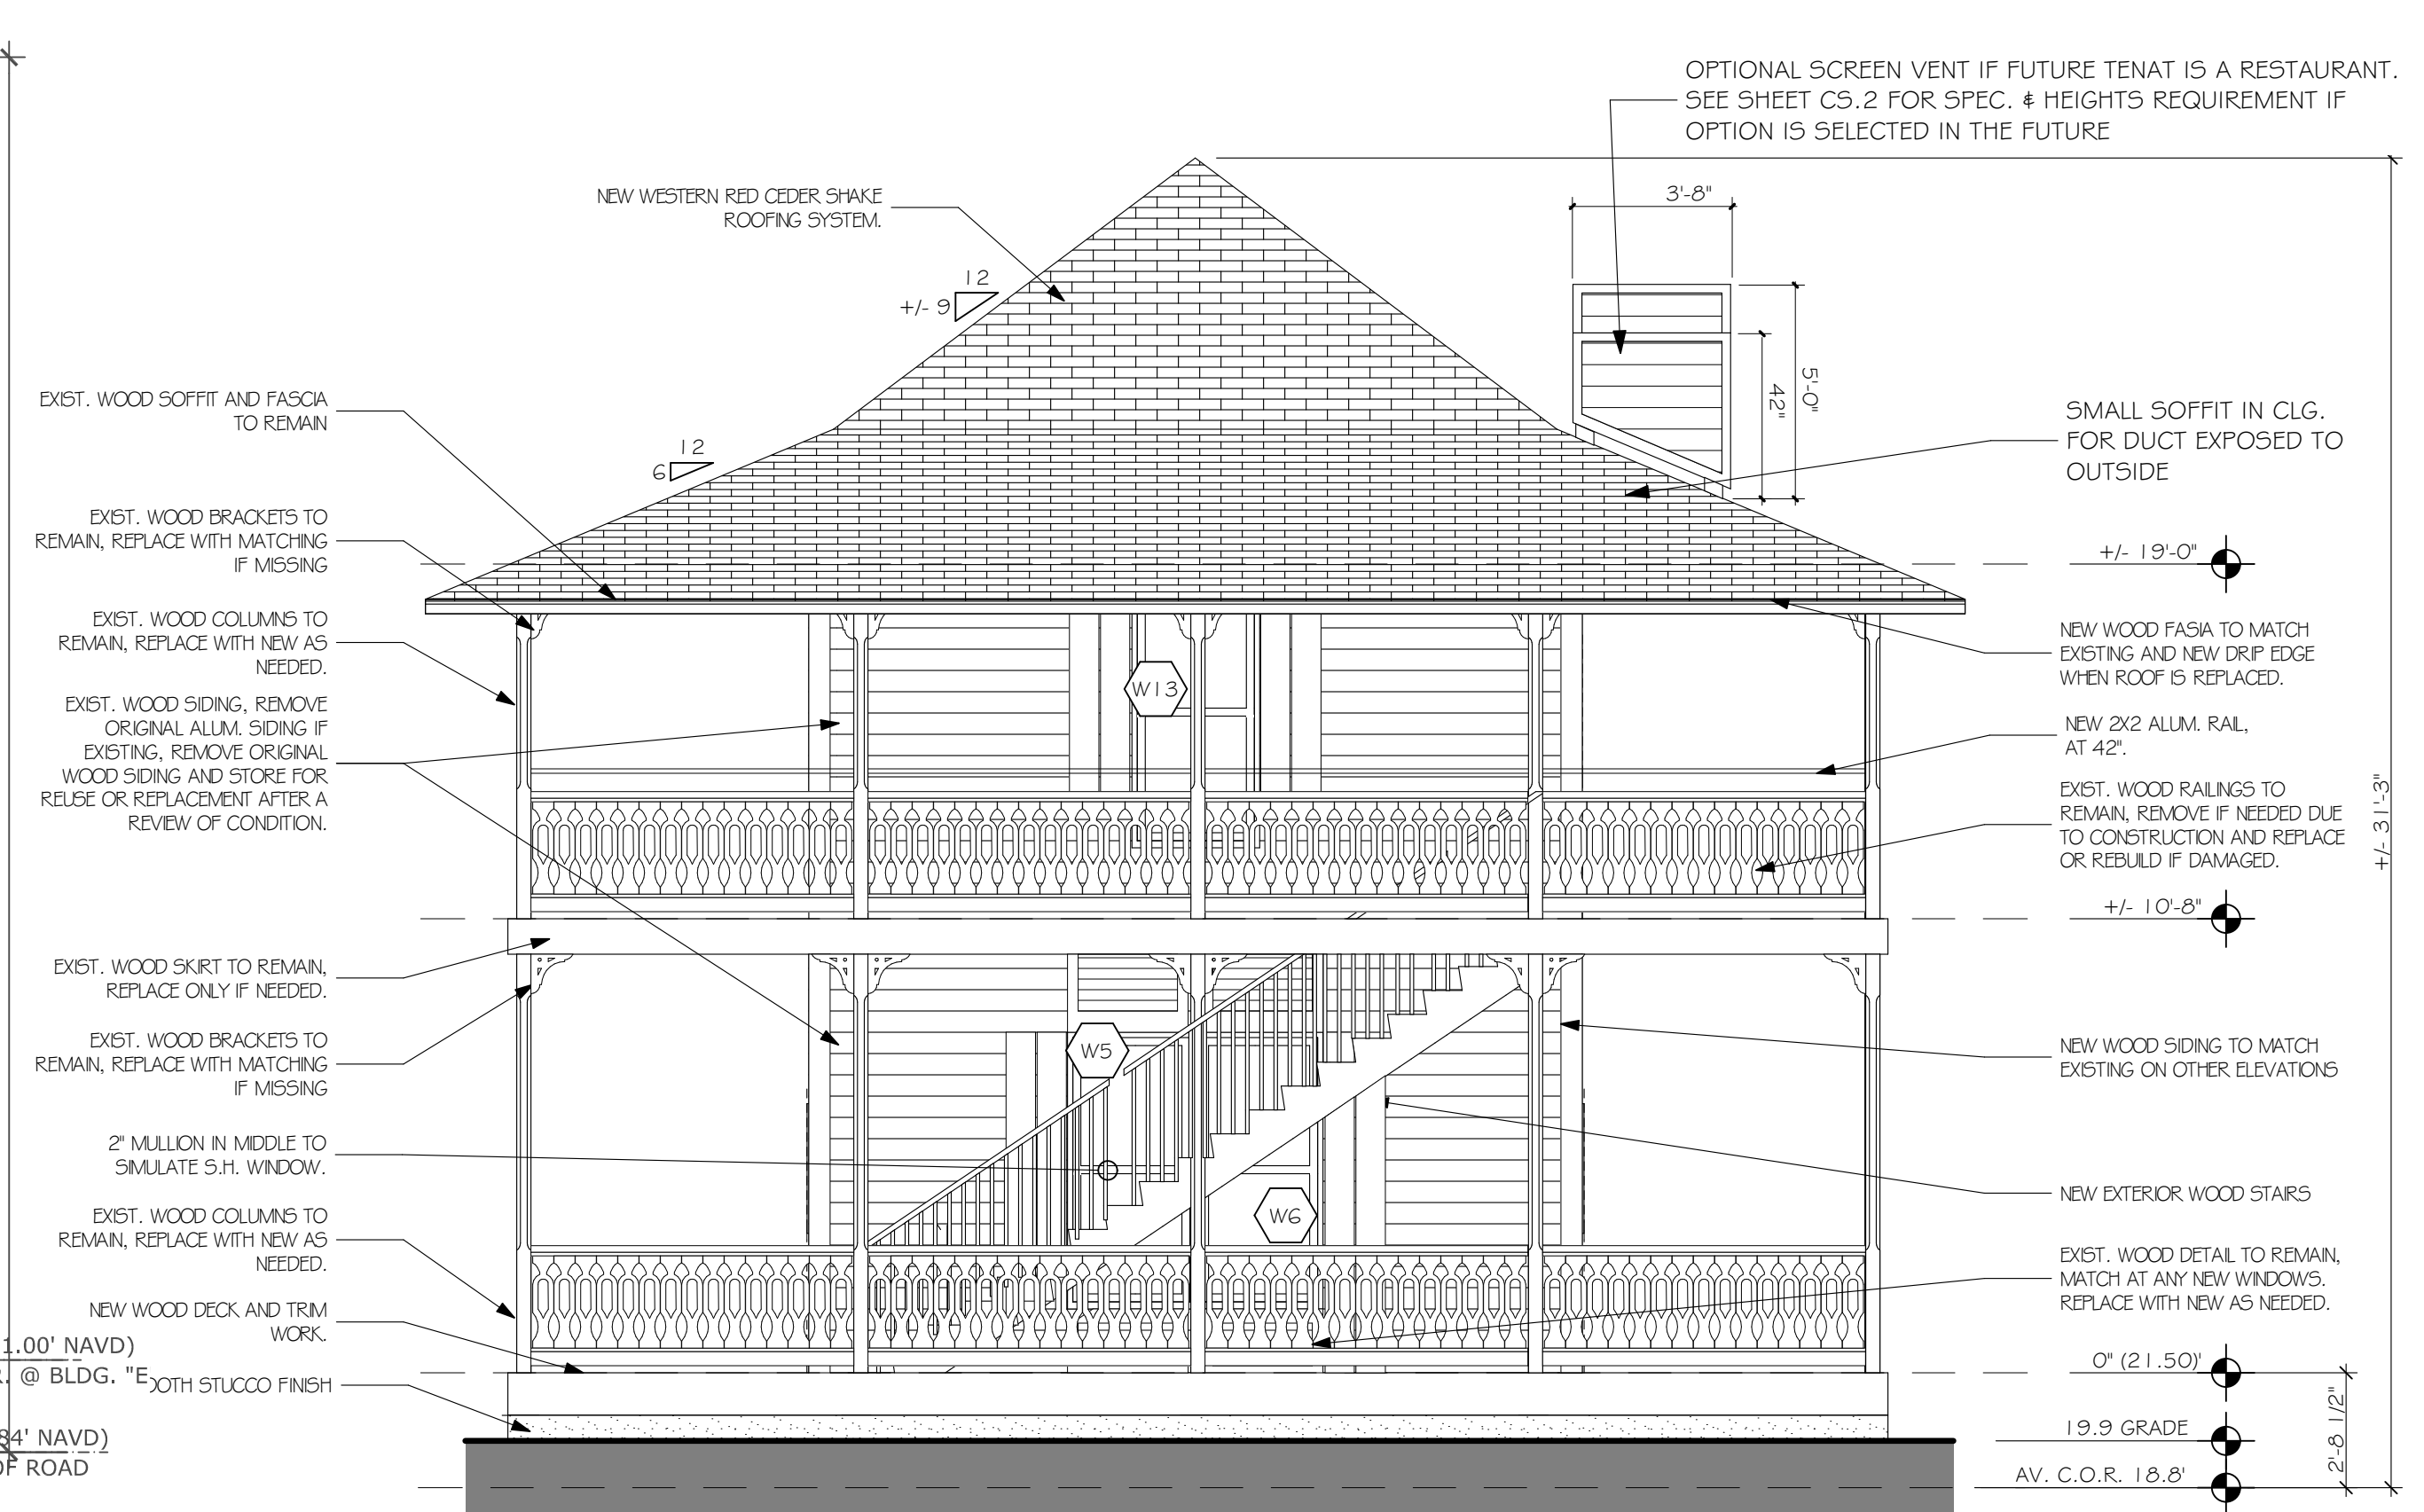 OPTIONAL SCREEN VENT IF FUTURE TENAT IS A RESTAURANT.
SEE SHEET CS.2 FOR SPEC. & HEIGHTS REQUIREMENT IF
OPTION IS SELECTED IN THE FUTURE
NEW WESTERN RED CEDER SHAKE
ROOFING SYSTEM.
3'-8"
12
+/- 9
5'-0"
42"
EXIST. WOOD SOFFIT AND FASCIA
TO REMAIN
SMALL SOFFIT IN CLG.
FOR DUCT EXPOSED TO
OUTSIDE
12
6
EXIST. WOOD BRACKETS TO
REMAIN, REPLACE WITH MATCHING
IF MISSING
+/- 19'-0"
EXIST. WOOD COLUMNS TO
REMAIN, REPLACE WITH NEW AS
NEEDED.
NEW WOOD FASIA TO MATCH
EXISTING AND NEW DRIP EDGE
WHEN ROOF IS REPLACED.
W13
EXIST. WOOD SIDING, REMOVE
ORIGINAL ALUM. SIDING IF
EXISTING, REMOVE ORIGINAL
WOOD SIDING AND STORE FOR
REUSE OR REPLACEMENT AFTER A
REVIEW OF CONDITION.
NEW 2X2 ALUM. RAIL,
AT 42".
EXIST. WOOD RAILINGS TO
REMAIN, REMOVE IF NEEDED DUE
TO CONSTRUCTION AND REPLACE
OR REBUILD IF DAMAGED.
+/- 31'-3"
+/- 10'-8"
EXIST. WOOD SKIRT TO REMAIN,
REPLACE ONLY IF NEEDED.
EXIST. WOOD BRACKETS TO
REMAIN, REPLACE WITH MATCHING
IF MISSING
W5
NEW WOOD SIDING TO MATCH
EXISTING ON OTHER ELEVATIONS
2" MULLION IN MIDDLE TO
SIMULATE S.H. WINDOW.
NEW EXTERIOR WOOD STAIRS
W6
EXIST. WOOD COLUMNS TO
REMAIN, REPLACE WITH NEW AS
NEEDED.
EXIST. WOOD DETAIL TO REMAIN,
MATCH AT ANY NEW WINDOWS.
REPLACE WITH NEW AS NEEDED.
NEW WOOD DECK AND TRIM
WORK.
1.00' NAVD)
R. @ BLDG. "E
OOTH STUCCO FINISH
0" (21.50)'
2'-8 1/2"
19.9 GRADE
84' NAVD)
OF ROAD
AV. C.O.R. 18.8'